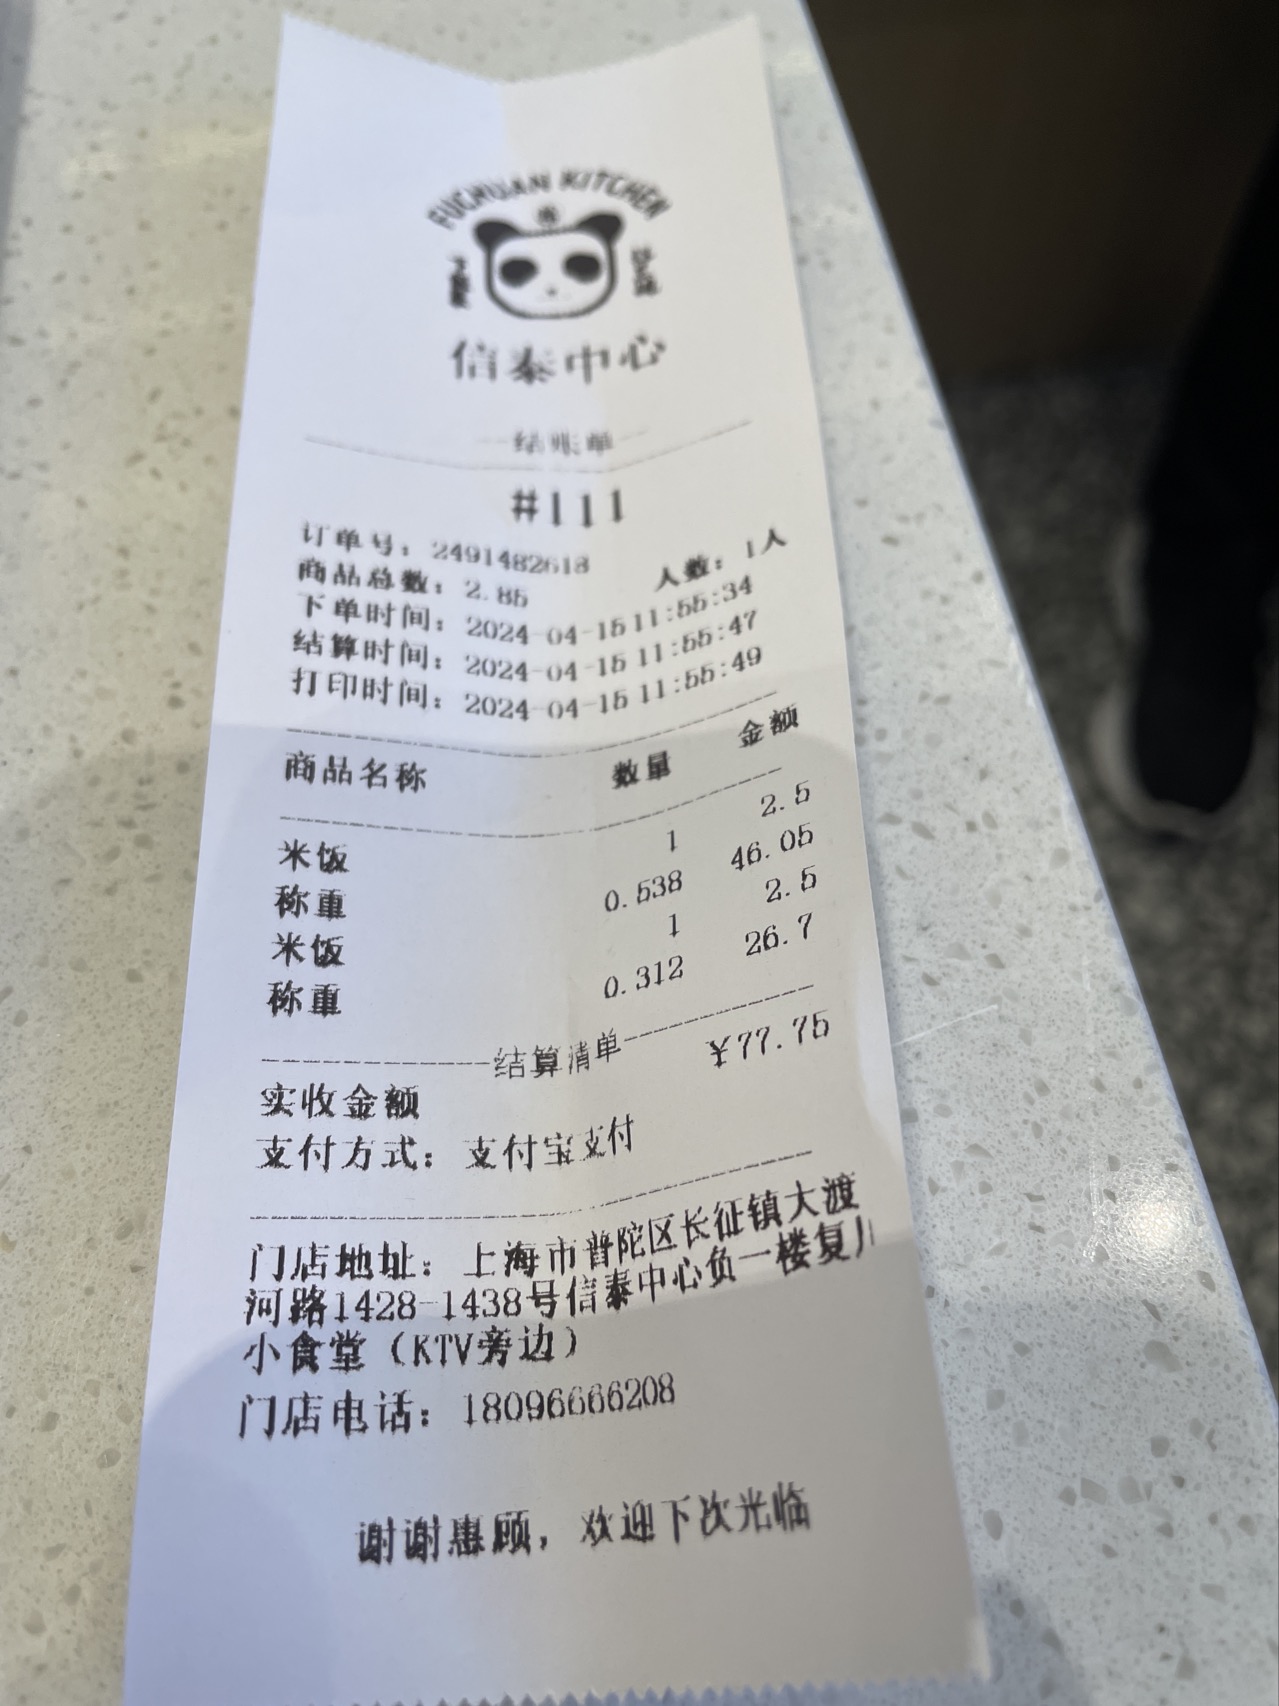 FUCHUAN KITCHEN
信泰中心
结账单
#111
订单号：2491482618
商品总数：2.85 人数：1人
下单时间：2024-04-15 11:55:34
结算时间：2024-04-15 11:55:47
打印时间：2024-04-15 11:55:49
商品名称 数量 金额
米饭 1 2.5
称重 0.538 46.05
米饭 1 2.5
称重 0.312 26.7
结算清单
实收金额 ￥77.75
支付方式：支付宝支付
门店地址：上海市普陀区长征镇大渡
河路1428-1438号信泰中心负一楼复川
小食堂（KTV旁边）
门店电话：18096666208
谢谢惠顾，欢迎下次光临